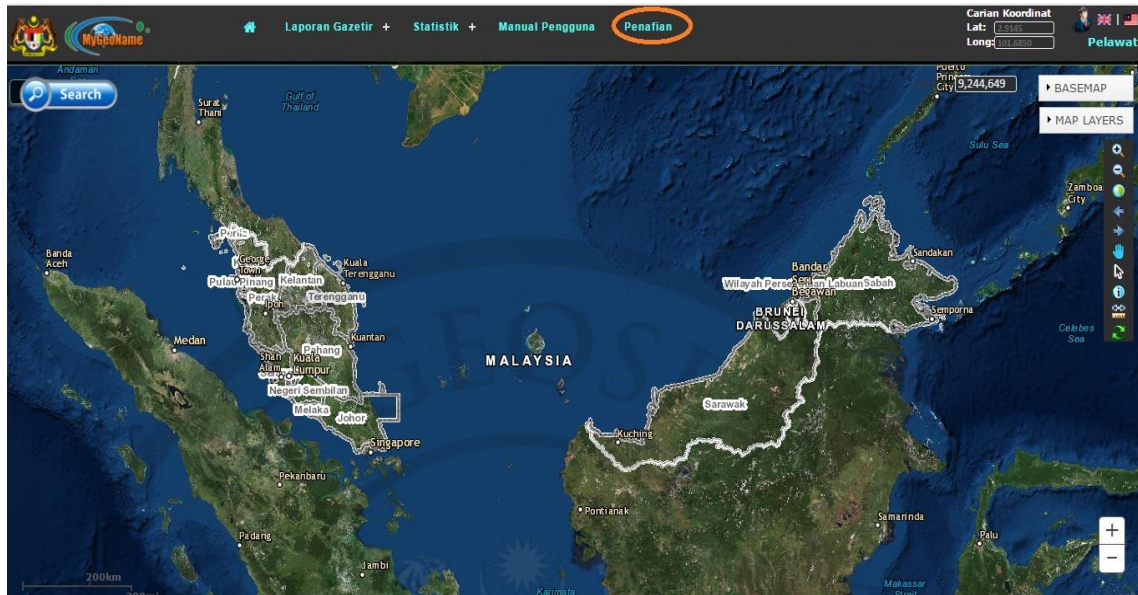 MyGeoName
Laporan Gazetir +
Statistik +
Manual Pengguna
Penafian
Carian Koordinat
Lat: 2.9145
Long: 101.6850
Pelawat
Search
9,244,649
BASEMAP
MAP LAYERS
Andaman
Gulf of
Thailand
Surat
Thani
Puerto
Princesa
City
Sulu Sea
Zamboa
City
Banda
Aceh
Perlis
George
Town
Pulau Pinang
Kelantan
Kuala
Terengganu
Terengganu
Perak
Ipoh
Medan
Kuantan
Pahang
Shah
Alam
Kuala
Lumpur
Negeri Sembilan
Melaka
Johor
Singapore
MALAYSIA
Bandar
Seri
Begawan
Wilayah Perse
uan Labuan
Sabah
Sandakan
BRUNEI
DARUSSALAM
Semporna
Celebes
Sea
Sarawak
Kuching
Pekanbaru
Pontianak
Samarinda
Padang
Palu
Jambi
Makassar
Strait
Karimata
200km
GEOS
+
−